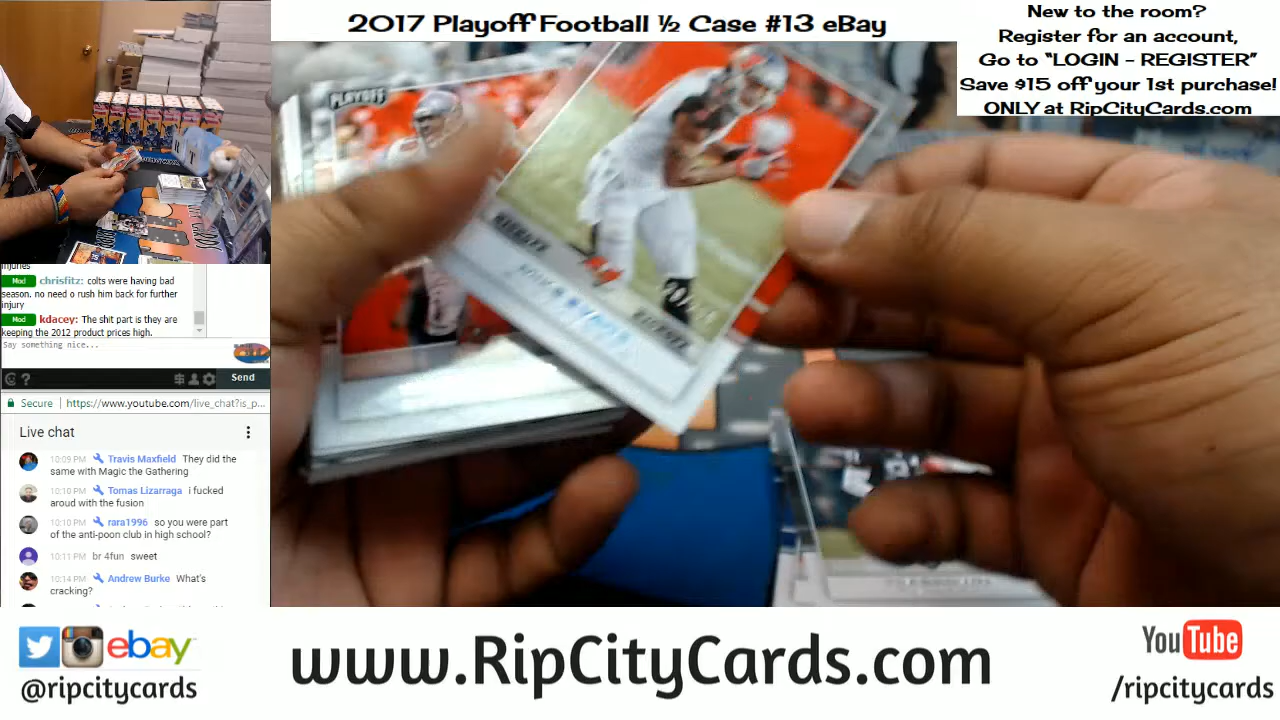 2017 Playoff Football ½ Case #13 eBay
New to the room?
Register for an account,
Go to "LOGIN - REGISTER"
Save $15 off your 1st purchase!
ONLY at RipCityCards.com
PLAYOFF
ROOKIE
injuries
Mod chrisfitz: colts were having bad
season. no need o rush him back for further
injury
Mod kdacey: The shit part is they are
keeping the 2012 product prices high.
Say something nice...
Send
Secure https://www.youtube.com/live_chat?is_p...
Live chat
10:09 PM Travis Maxfield They did the
same with Magic the Gathering
10:10 PM Tomas Lizarraga i fucked
aroud with the fusion
10:10 PM rara1996 so you were part
of the anti-poon club in high school?
10:11 PM br 4fun sweet
10:14 PM Andrew Burke What's
cracking?
ebay
@ripcitycards
www.RipCityCards.com
YouTube
/ripcitycards